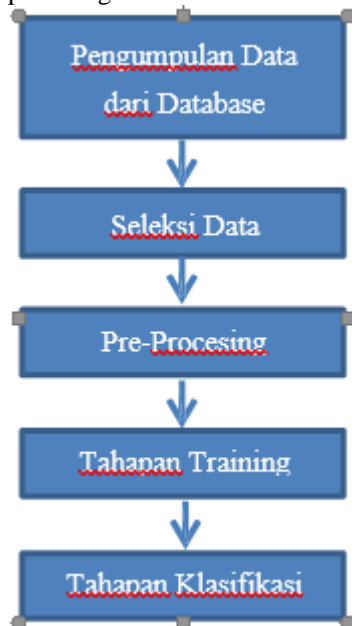 Pengumpulan Data
dari Database
Seleksi Data
Pre-Procesing
Tahapan Training
Tahapan Klasifikasi